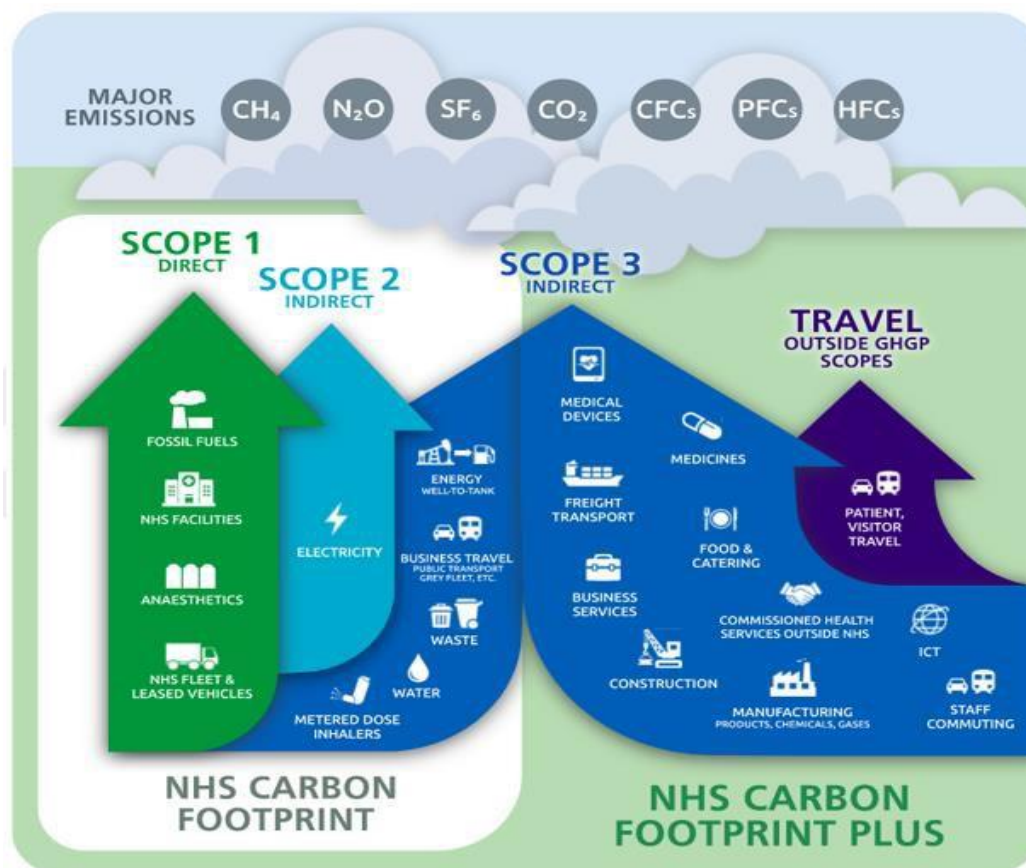 MAJOR
EMISSIONS
CH₄
N₂O
SF₆
CO₂
CFCs
PFCs
HFCs
SCOPE 1
DIRECT
SCOPE 2
INDIRECT
SCOPE 3
INDIRECT
TRAVEL
OUTSIDE GHGP
SCOPES
FOSSIL FUELS
NHS FACILITIES
ANAESTHETICS
NHS FLEET &
LEASED VEHICLES
ELECTRICITY
ENERGY
WELL-TO-TANK
BUSINESS TRAVEL
PUBLIC TRANSPORT
GREY FLEET, ETC.
WASTE
WATER
METERED DOSE
INHALERS
MEDICAL
DEVICES
MEDICINES
FREIGHT
TRANSPORT
FOOD &
CATERING
BUSINESS
SERVICES
COMMISSIONED HEALTH
SERVICES OUTSIDE NHS
ICT
CONSTRUCTION
MANUFACTURING
PRODUCTS, CHEMICALS, GASES
STAFF
COMMUTING
PATIENT,
VISITOR
TRAVEL
NHS CARBON
FOOTPRINT
NHS CARBON
FOOTPRINT PLUS